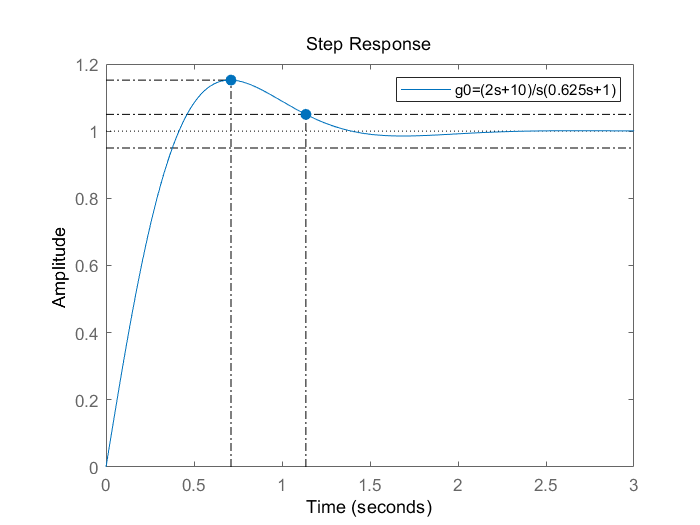 Step Response
g0=(2s+10)/s(0.625s+1)
1.2
1
0.8
0.6
0.4
0.2
0
Amplitude
0 0.5 1 1.5 2 2.5 3
Time (seconds)